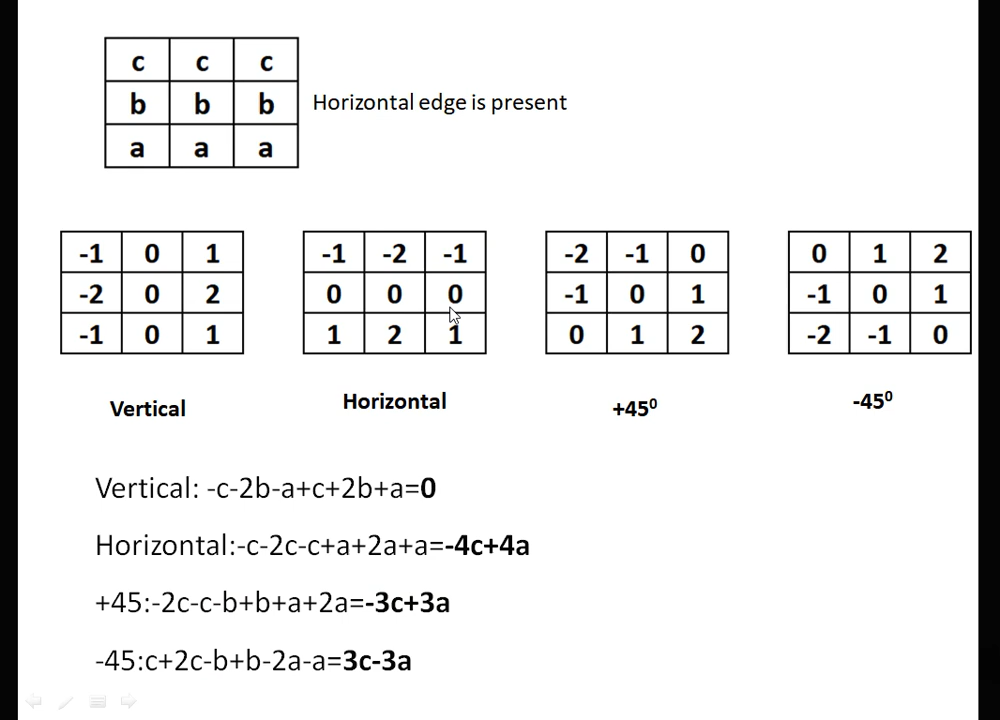 c c c
b b b
a a a
Horizontal edge is present
-1 0 1
-2 0 2
-1 0 1
-1 -2 -1
0 0 0
1 2 1
-2 -1 0
-1 0 1
0 1 2
0 1 2
-1 0 1
-2 -1 0
Vertical
Horizontal
+45⁰
-45⁰
Vertical: -c-2b-a+c+2b+a=0
Horizontal:-c-2c-c+a+2a+a=-4c+4a
+45:-2c-c-b+b+a+2a=-3c+3a
-45:c+2c-b+b-2a-a=3c-3a